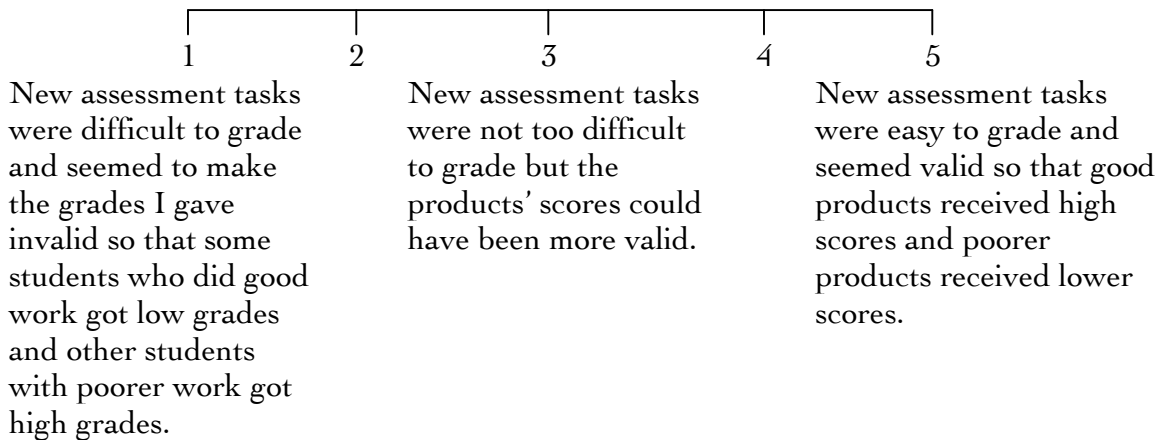 1 2 3 4 5
New assessment tasks
were difficult to grade
and seemed to make
the grades I gave
invalid so that some
students who did good
work got low grades
and other students
with poorer work got
high grades.
New assessment tasks
were not too difficult
to grade but the
products’ scores could
have been more valid.
New assessment tasks
were easy to grade and
seemed valid so that good
products received high
scores and poorer
products received lower
scores.